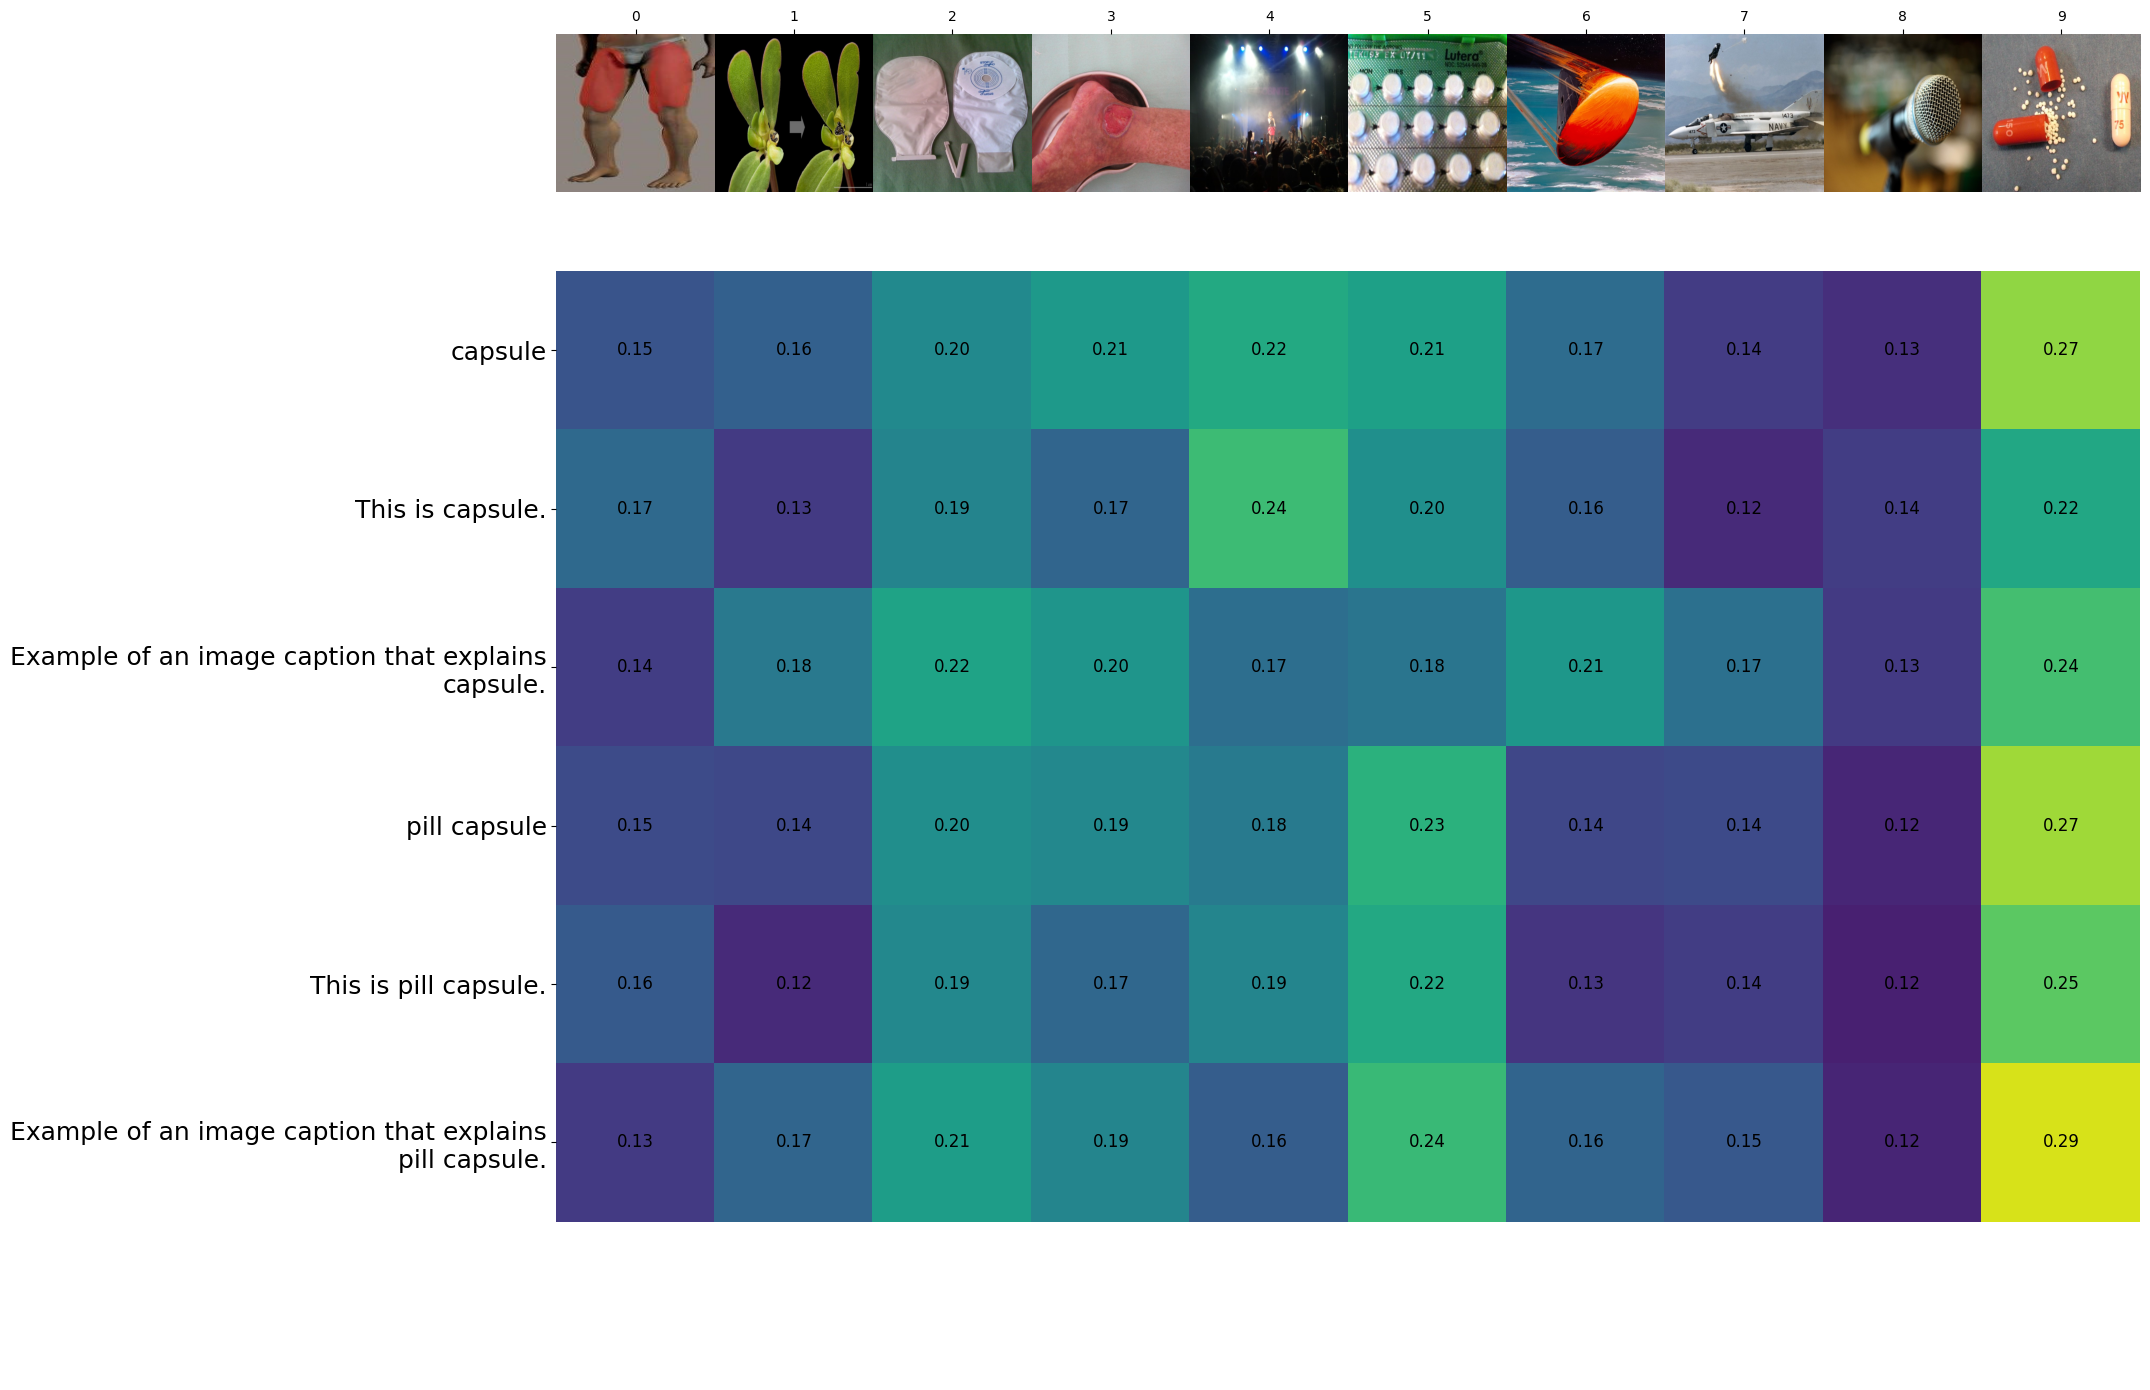 0 1 2 3 4 5 6 7 8 9
Lutera
MON TUES
NAVY
1473
75
capsule 0.15 0.16 0.20 0.21 0.22 0.21 0.17 0.14 0.13 0.27
This is capsule. 0.17 0.13 0.19 0.17 0.24 0.20 0.16 0.12 0.14 0.22
Example of an image caption that explains
capsule. 0.14 0.18 0.22 0.20 0.17 0.18 0.21 0.17 0.13 0.24
pill capsule 0.15 0.14 0.20 0.19 0.18 0.23 0.14 0.14 0.12 0.27
This is pill capsule. 0.16 0.12 0.19 0.17 0.19 0.22 0.13 0.14 0.12 0.25
Example of an image caption that explains
pill capsule. 0.13 0.17 0.21 0.19 0.16 0.24 0.16 0.15 0.12 0.29